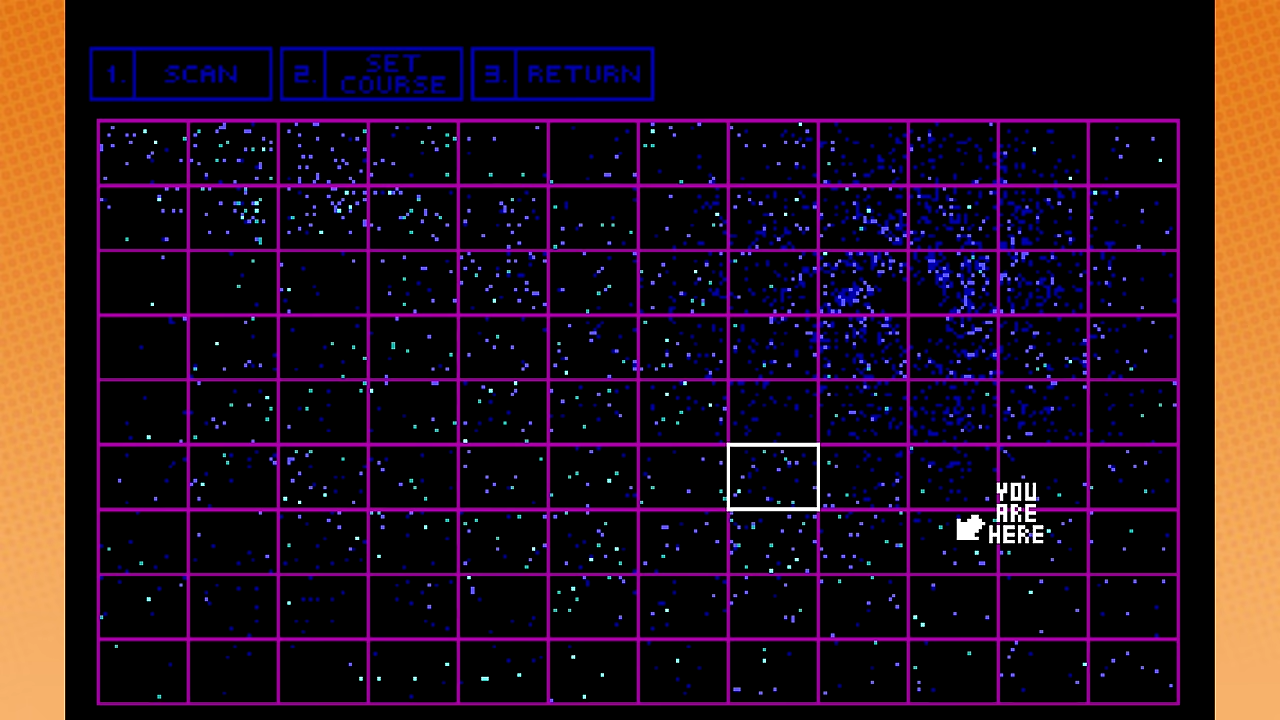 1. SCAN
2. SET COURSE
3. RETURN
YOU
ARE
HERE